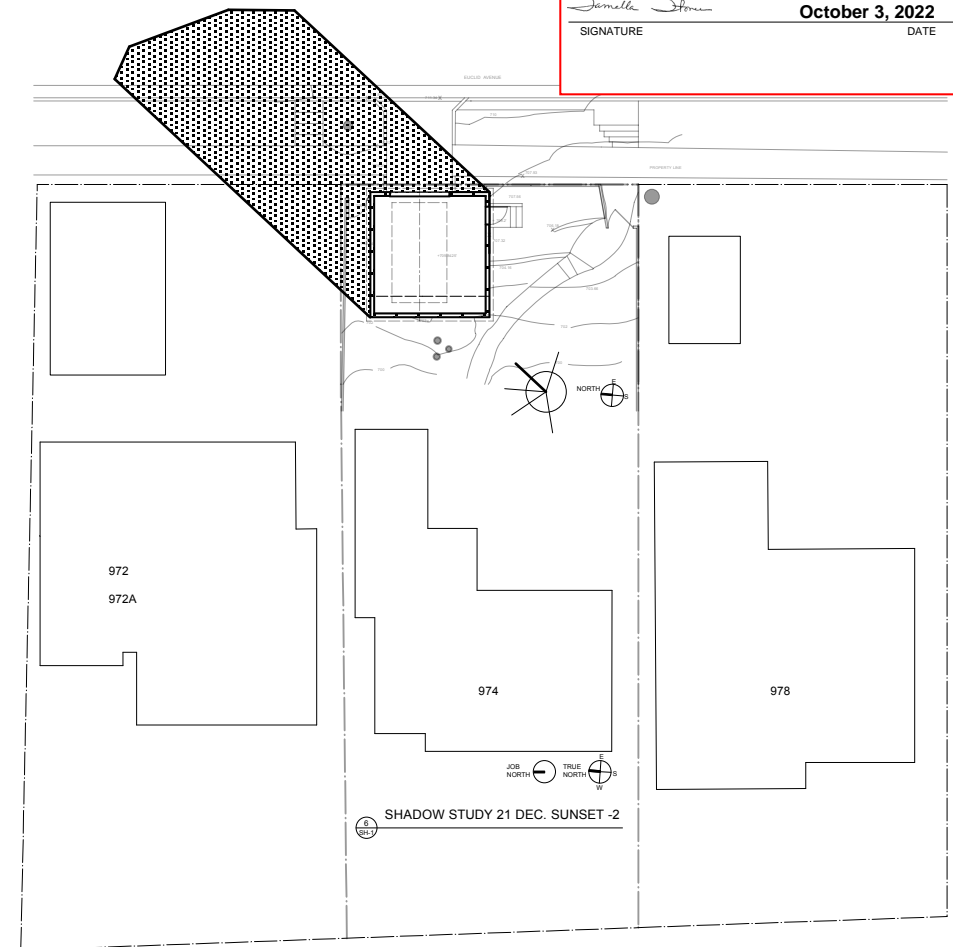 October 3, 2022
SIGNATURE DATE
EUCLID AVENUE
PROPERTY LINE
NORTH E S
972
972A
974
978
JOB NORTH
TRUE NORTH E S W
6 SH-1 SHADOW STUDY 21 DEC. SUNSET -2